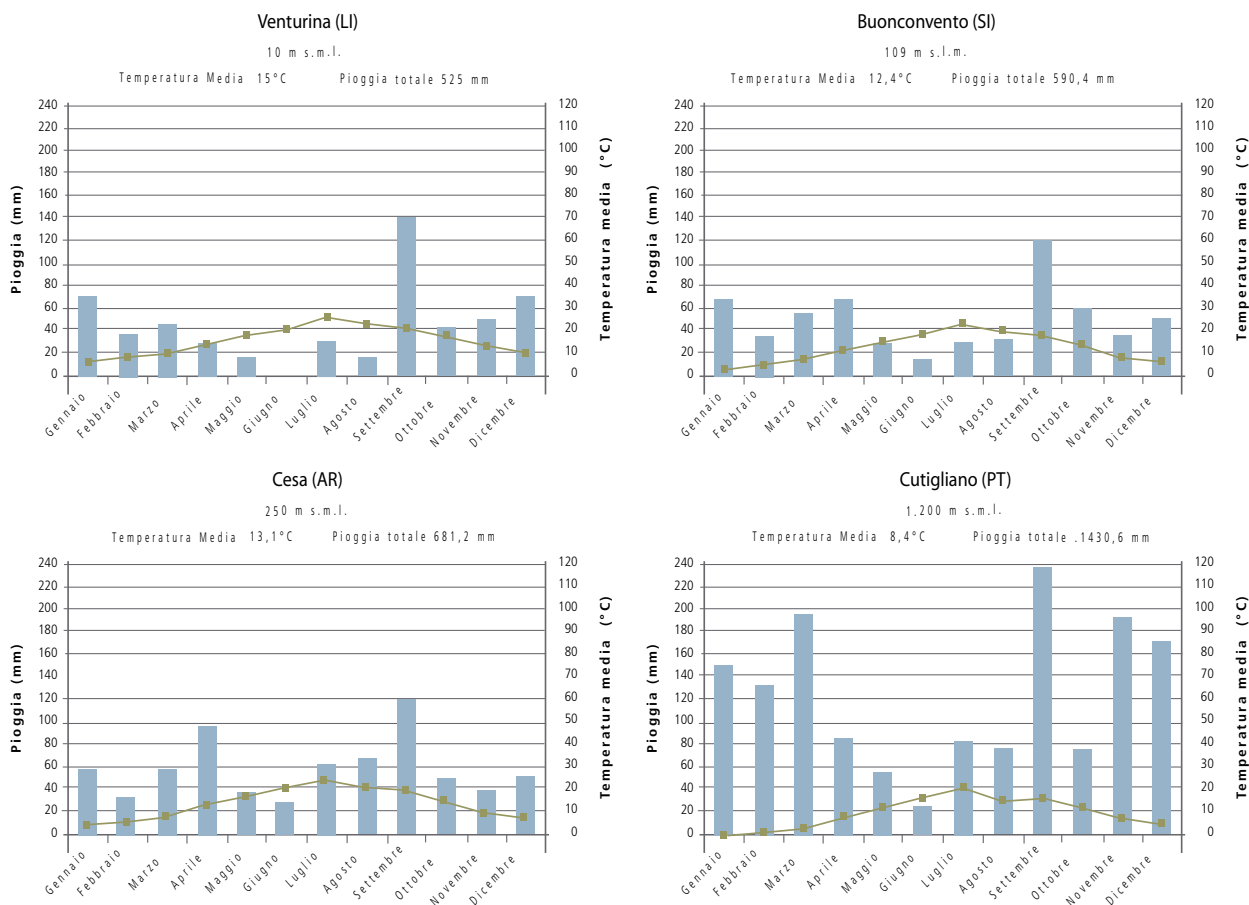 Venturina (LI)
10 m s.m.l.
Temperatura Media 15°C Pioggia totale 525 mm
240
220
200
180
160
140
120
100
80
60
40
20
0
Pioggia (mm)
120
110
100
90
80
70
60
50
40
30
20
10
0
Temperatura media (°C)
Gennaio
Febbraio
Marzo
Aprile
Maggio
Giugno
Luglio
Agosto
Settembre
Ottobre
Novembre
Dicembre
Buonconvento (SI)
109 m s.l.m.
Temperatura Media 12,4°C Pioggia totale 590,4 mm
240
220
200
180
160
140
120
100
80
60
40
20
0
Pioggia (mm)
120
110
100
90
80
70
60
50
40
30
20
10
0
Temperatura media (°C)
Gennaio
Febbraio
Marzo
Aprile
Maggio
Giugno
Luglio
Agosto
Settembre
Ottobre
Novembre
Dicembre
Cesa (AR)
250 m s.m.l.
Temperatura Media 13,1°C Pioggia totale 681,2 mm
240
220
200
180
160
140
120
100
80
60
40
20
0
Pioggia (mm)
120
110
100
90
80
70
60
50
40
30
20
10
0
Temperatura media (°C)
Gennaio
Febbraio
Marzo
Aprile
Maggio
Giugno
Luglio
Agosto
Settembre
Ottobre
Novembre
Dicembre
Cutigliano (PT)
1.200 m s.m.l.
Temperatura Media 8,4°C Pioggia totale .1430,6 mm
240
220
200
180
160
140
120
100
80
60
40
20
0
Pioggia (mm)
120
110
100
90
80
70
60
50
40
30
20
10
0
Temperatura media (°C)
Gennaio
Febbraio
Marzo
Aprile
Maggio
Giugno
Luglio
Agosto
Settembre
Ottobre
Novembre
Dicembre